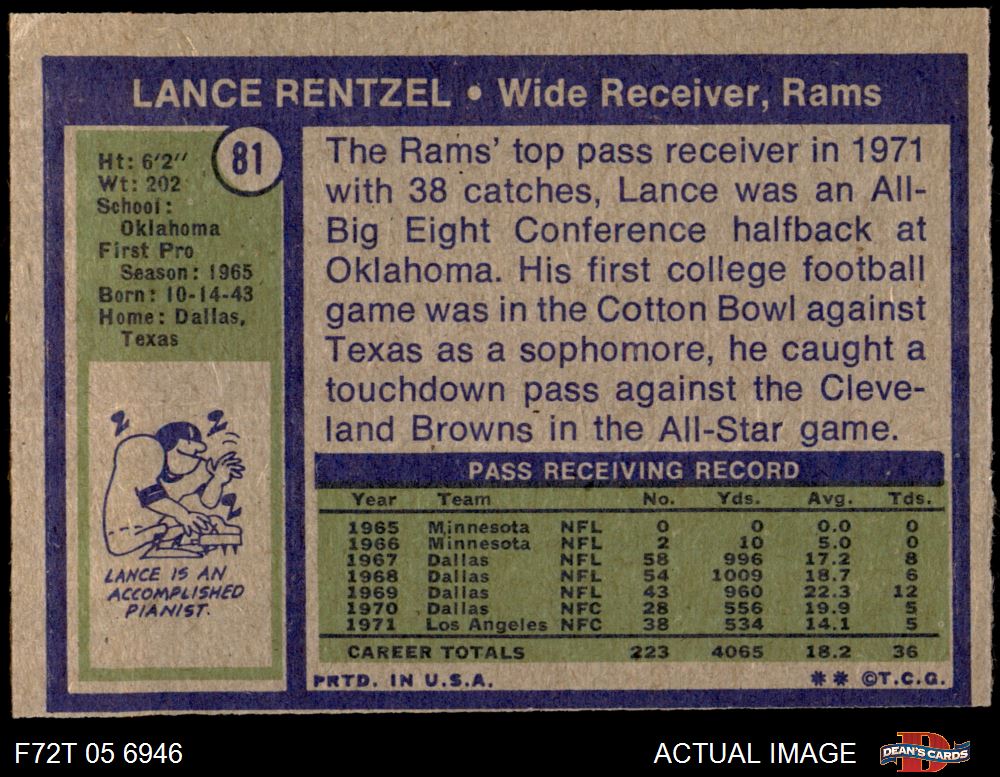 LANCE RENTZEL • Wide Receiver, Rams
81
Ht: 6'2"
Wt: 202
School:
Oklahoma
First Pro
Season: 1965
Born: 10-14-43
Home: Dallas,
Texas
LANCE IS AN
ACCOMPLISHED
PIANIST.
The Rams' top pass receiver in 1971
with 38 catches, Lance was an All-
Big Eight Conference halfback at
Oklahoma. His first college football
game was in the Cotton Bowl against
Texas as a sophomore, he caught a
touchdown pass against the Cleve-
land Browns in the All-Star game.
PASS RECEIVING RECORD
Year Team No. Yds. Avg. Tds.
1965 Minnesota NFL 0 0 0.0 0
1966 Minnesota NFL 2 10 5.0 0
1967 Dallas NFL 58 996 17.2 8
1968 Dallas NFL 54 1009 18.7 6
1969 Dallas NFL 43 960 22.3 12
1970 Dallas NFC 28 556 19.9 5
1971 Los Angeles NFC 38 534 14.1 5
CAREER TOTALS 223 4065 18.2 36
PRTD. IN U.S.A. ** ©T.C.G.
F72T 05 6946 ACTUAL IMAGE DEAN'S CARDS